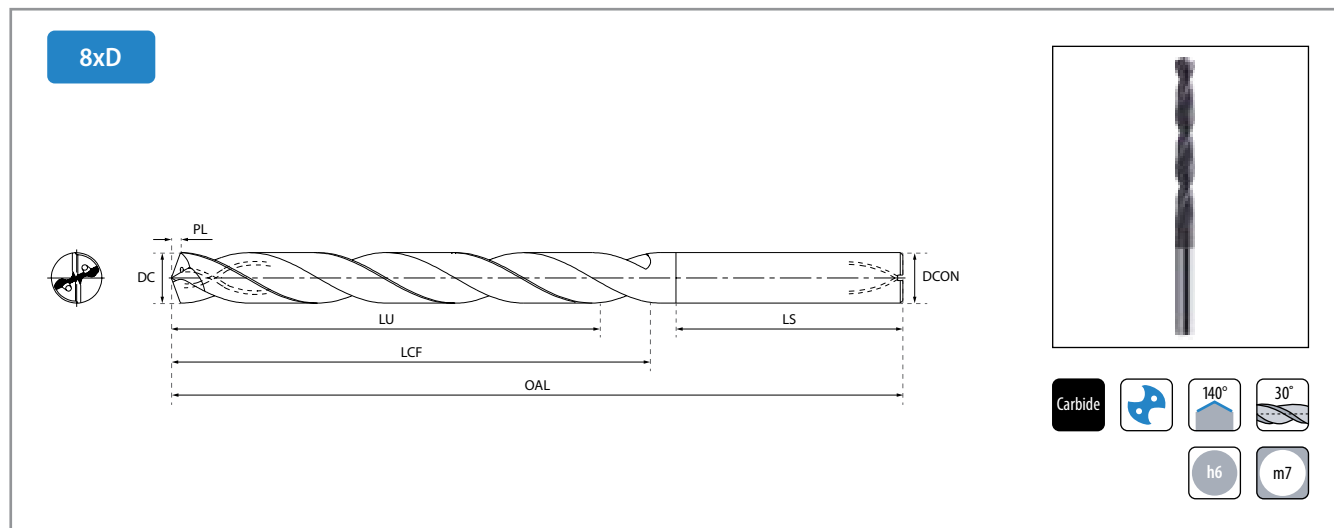 8xD
PL
DC
DCON
LU
LS
LCF
OAL
Carbide
140°
30°
h6
m7